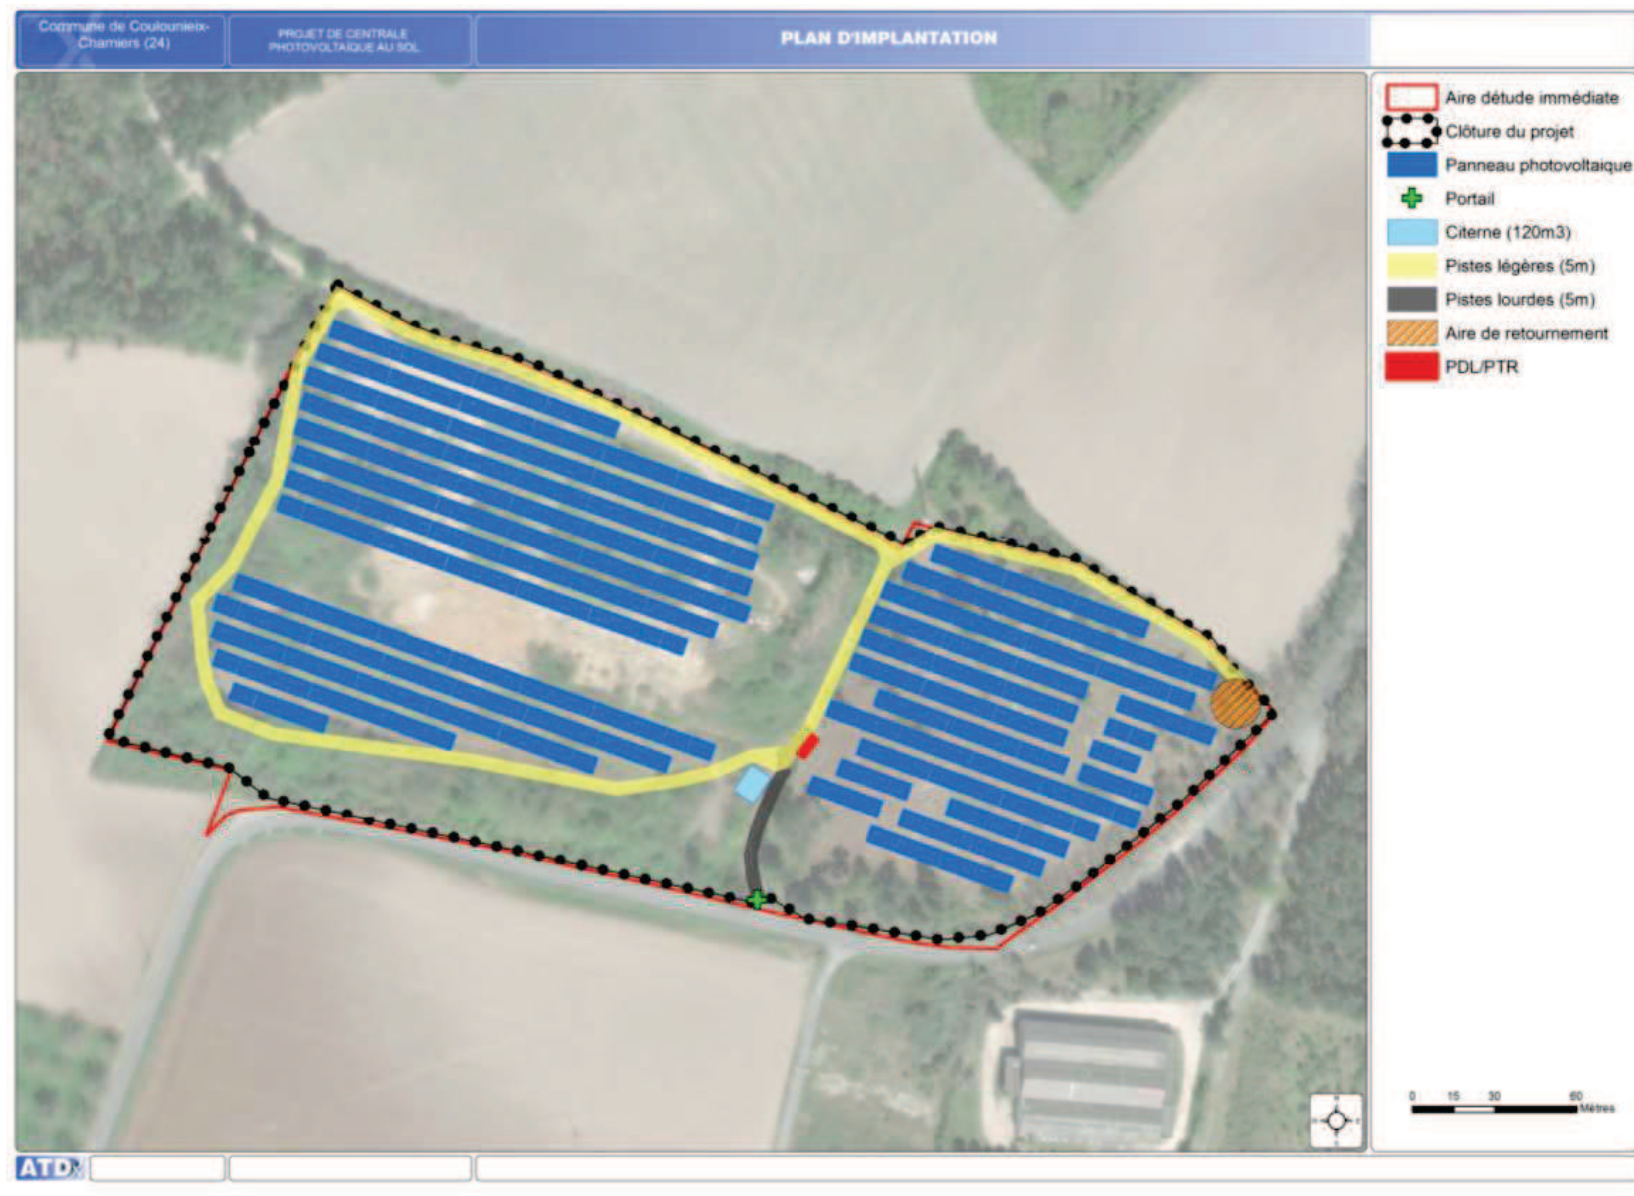 Commune de Coulounieix-
Chamiers (24)
PROJET DE CENTRALE
PHOTOVOLTAÏQUE AU SOL
PLAN D'IMPLANTATION
Aire détude immédiate
Clôture du projet
Panneau photovoltaique
Portail
Citerne (120m3)
Pistes légères (5m)
Pistes lourdes (5m)
Aire de retournement
PDL/PTR
0 15 30 60
Mètres
ATDx